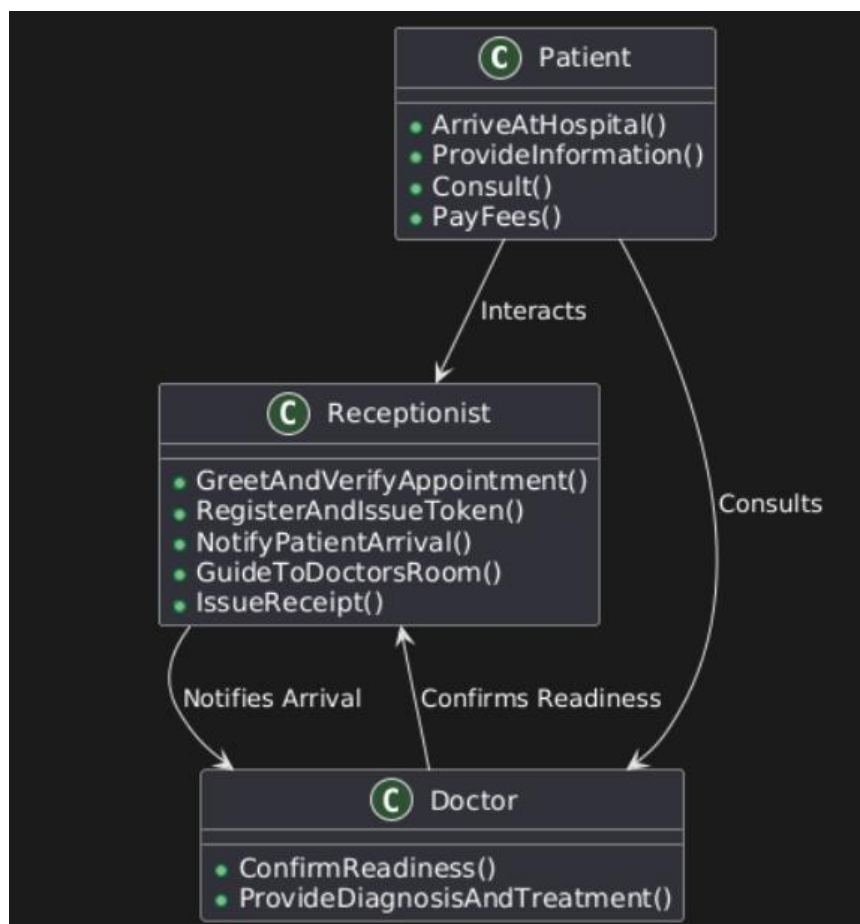 C Patient
ArriveAtHospital()
ProvideInformation()
Consult()
PayFees()
Interacts
C Receptionist
GreetAndVerifyAppointment()
RegisterAndIssueToken()
NotifyPatientArrival()
GuideToDoctorsRoom()
IssueReceipt()
Consults
Notifies Arrival
Confirms Readiness
C Doctor
ConfirmReadiness()
ProvideDiagnosisAndTreatment()